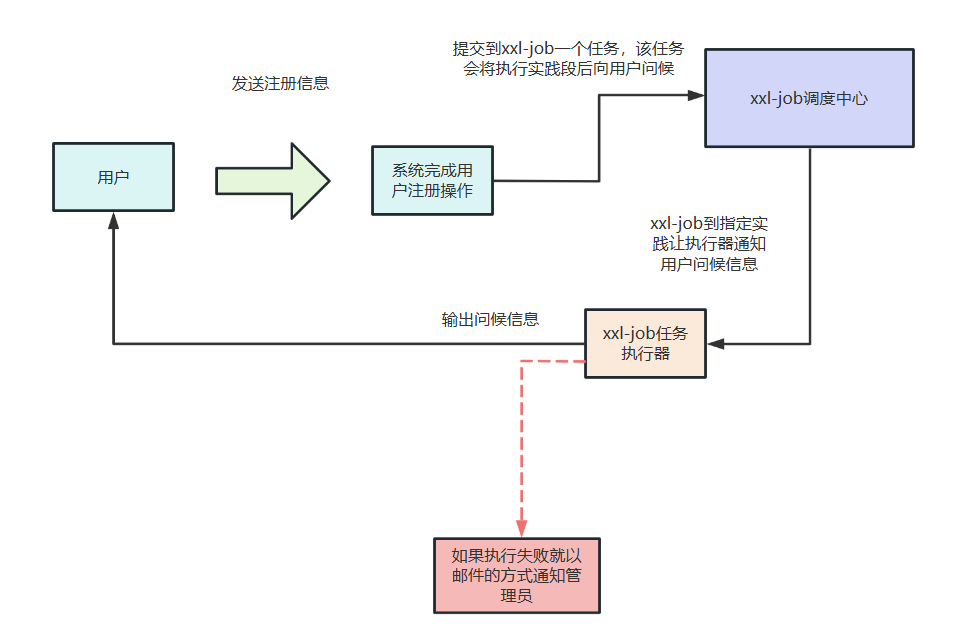 提交到xxl-job一个任务，该任务
会将执行实践段后向用户问候
发送注册信息
xxl-job调度中心
用户
系统完成用
户注册操作
xxl-job到指定实
践让执行器通知
用户问候信息
输出问候信息
xxl-job任务
执行器
如果执行失败就以
邮件的方式通知管
理员